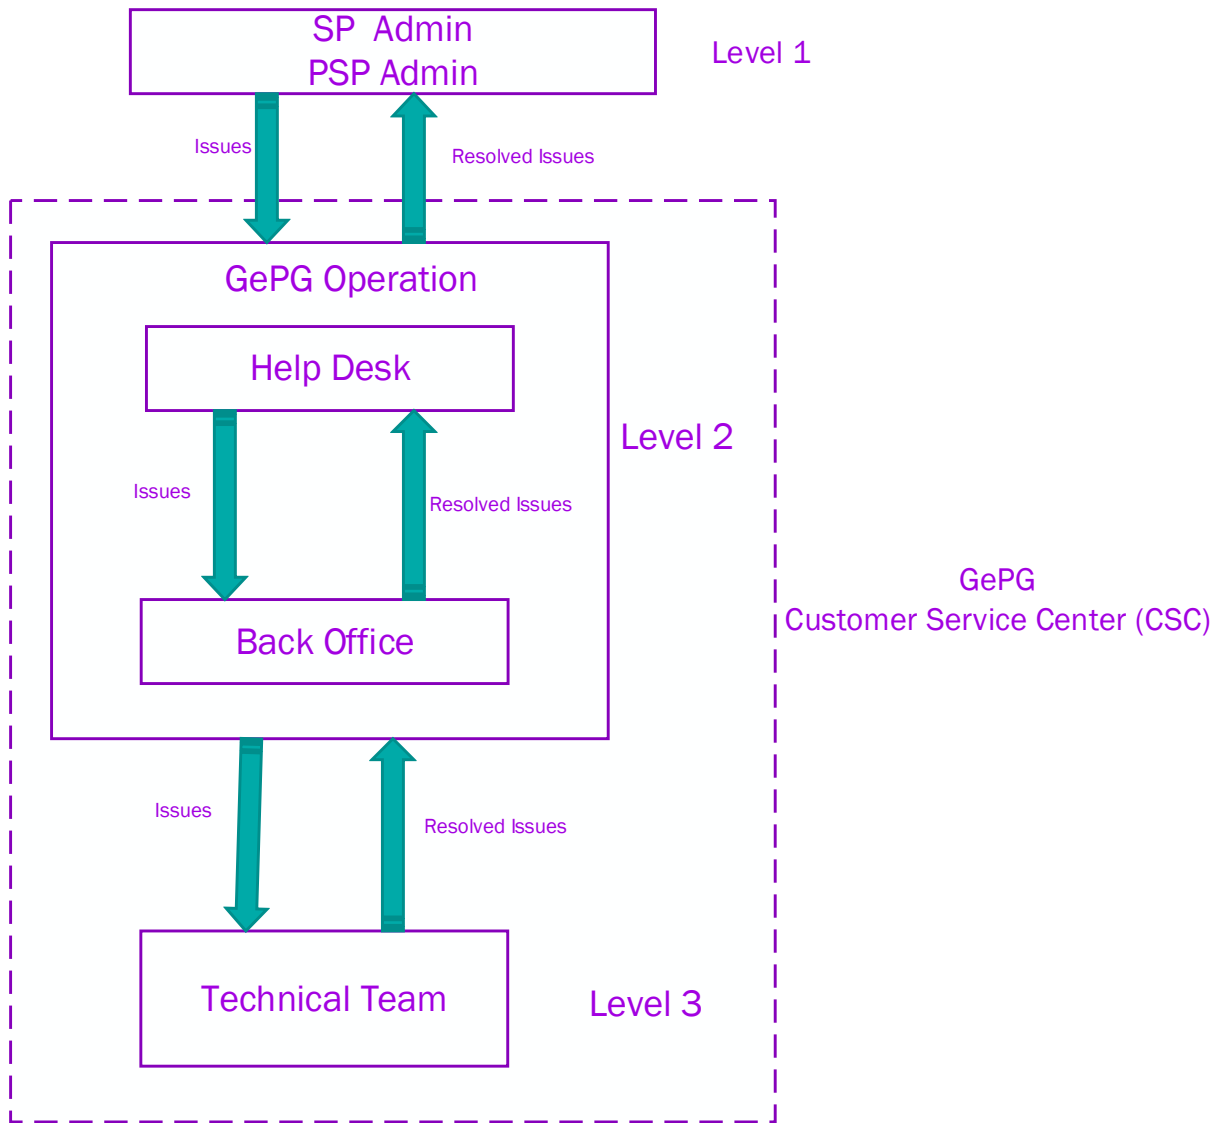 SP Admin
PSP Admin
Level 1
Issues
Resolved Issues
GePG Operation
Help Desk
Level 2
Issues
Resolved Issues
GePG
Customer Service Center (CSC)
Back Office
Issues
Resolved Issues
Technical Team
Level 3